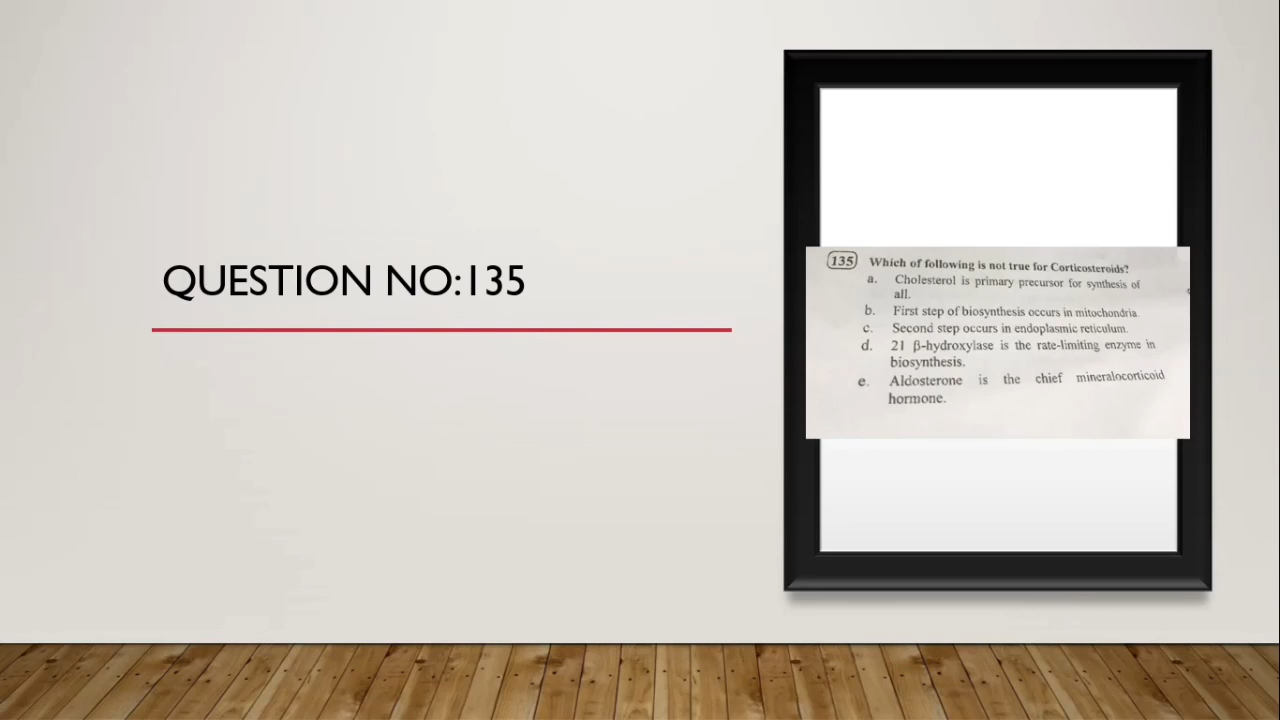 QUESTION NO:135
135 Which of following is not true for Corticosteroids?
a. Cholesterol is primary precursor for synthesis of
all.
b. First step of biosynthesis occurs in mitochondria.
c. Second step occurs in endoplasmic reticulum.
d. 21 β-hydroxylase is the rate-limiting enzyme in
biosynthesis.
e. Aldosterone is the chief mineralocorticoid
hormone.